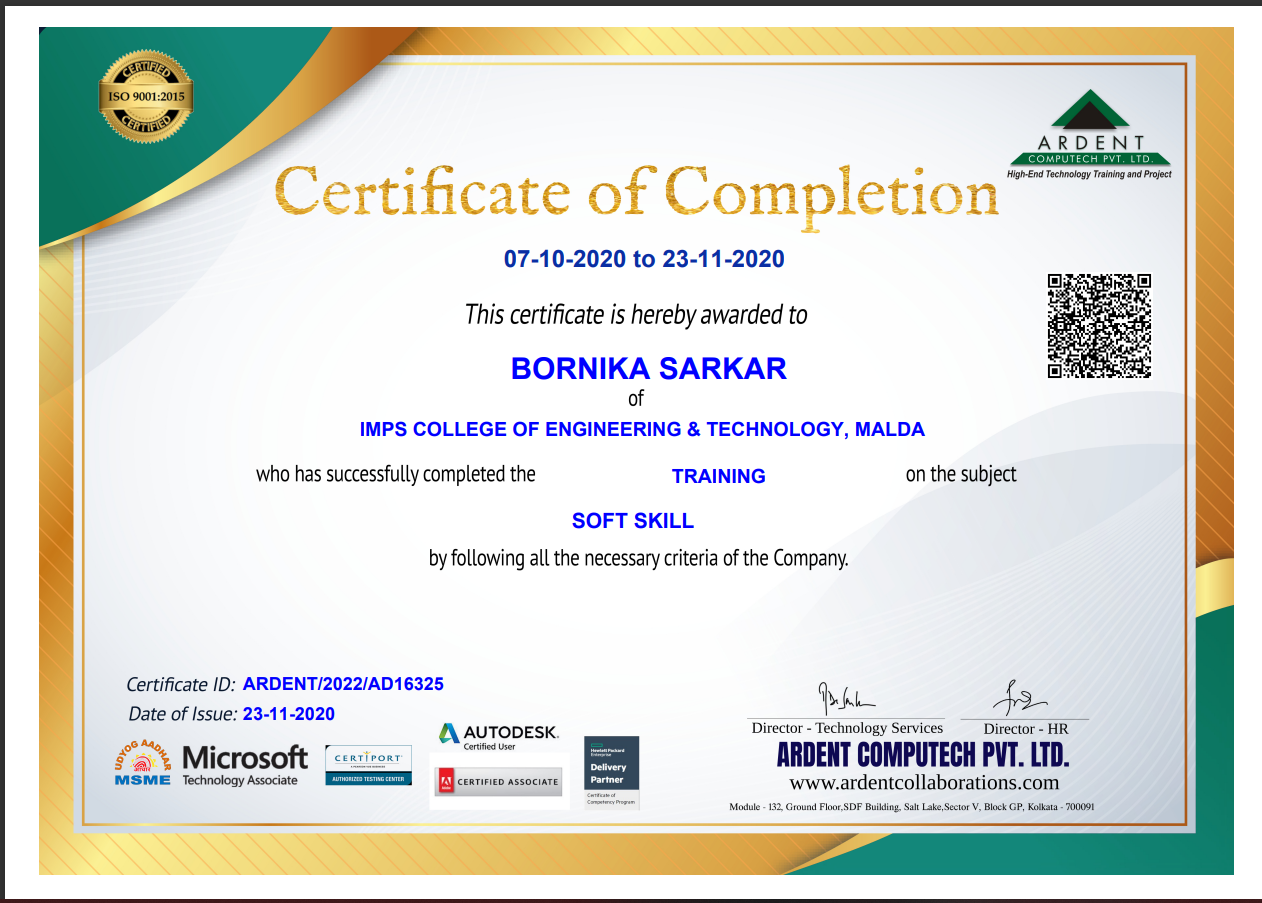 CERTIFIED
ISO 9001:2015
CERTIFIED
ARDENT
COMPUTECH PVT. LTD.
High-End Technology Training and Project
Certificate of Completion
07-10-2020 to 23-11-2020
This certificate is hereby awarded to
BORNIKA SARKAR
of
IMPS COLLEGE OF ENGINEERING & TECHNOLOGY, MALDA
who has successfully completed the TRAINING on the subject
SOFT SKILL
by following all the necessary criteria of the Company.
Certificate ID: ARDENT/2022/AD16325
Date of Issue: 23-11-2020
UDYOG AADHAR
MSME
Microsoft
Technology Associate
CERTIPORT
AUTHORIZED TESTING CENTER
AUTODESK.
Certified User
Adobe
CERTIFIED ASSOCIATE
Hewlett Packard
Enterprise
Delivery
Partner
Certificate of
Competency Program
Director - Technology Services
Director - HR
ARDENT COMPUTECH PVT. LTD.
www.ardentcollaborations.com
Module - 132, Ground Floor,SDF Building, Salt Lake,Sector V, Block GP, Kolkata - 700091